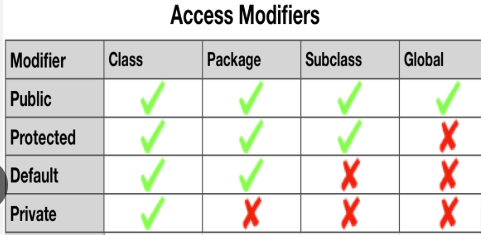 Access Modifiers
Modifier Class Package Subclass Global
Public
Protected
Default
Private